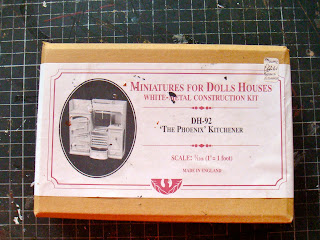 MINIATURES FOR DOLLS HOUSES
WHITE-METAL CONSTRUCTION KIT
DH-92
'THE PHOENIX' KITCHENER
SCALE: 1/12th (1" = 1 foot)
MADE IN ENGLAND